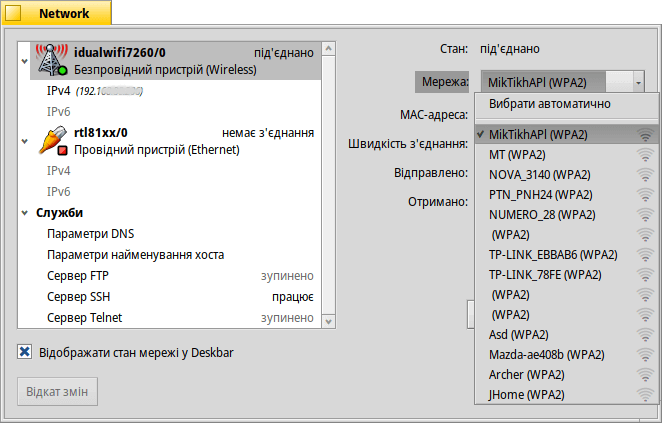 Network
idualwifi7260/0 під'єднано
Безпровідний пристрій (Wireless)
IPv4 (192.
IPv6
rtl81xx/0 немає з'єднання
Провідний пристрій (Ethernet)
IPv4
IPv6
Служби
Параметри DNS
Параметри найменування хоста
Сервер FTP зупинено
Сервер SSH працює
Сервер Telnet зупинено
Відображати стан мережі у Deskbar
Відкат змін
Стан: під'єднано
Мережа: MikTikhAPl (WPA2)
MAC-адреса:
Швидкість з'єднання:
Відправлено:
Отримано:
Вибрати автоматично
MikTikhAPl (WPA2)
MT (WPA2)
NOVA_3140 (WPA2)
PTN_PNH24 (WPA2)
NUMERO_28 (WPA2)
(WPA2)
TP-LINK_EBBAB6 (WPA2)
TP-LINK_78FE (WPA2)
(WPA2)
(WPA2)
Asd (WPA2)
Mazda-ae408b (WPA2)
Archer (WPA2)
JHome (WPA2)